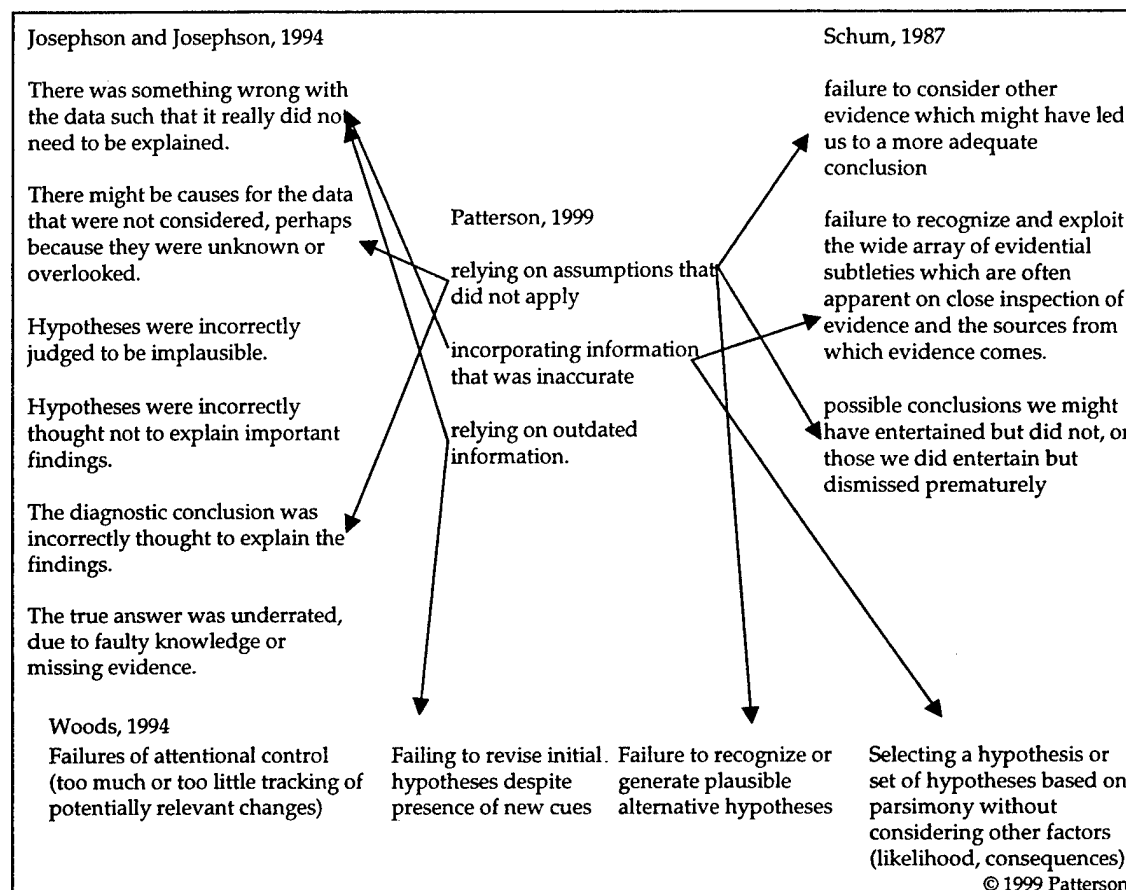 Josephson and Josephson, 1994
There was something wrong with
the data such that it really did no
need to be explained.
There might be causes for the data
that were not considered, perhaps
because they were unknown or
overlooked.
Hypotheses were incorrectly
judged to be implausible.
Hypotheses were incorrectly
thought not to explain important
findings.
The diagnostic conclusion was
incorrectly thought to explain the
findings.
The true answer was underrated,
due to faulty knowledge or
missing evidence.
Patterson, 1999
relying on assumptions that
did not apply
incorporating information
that was inaccurate
relying on outdated
information.
Schum, 1987
failure to consider other
evidence which might have led
us to a more adequate
conclusion
failure to recognize and exploit
the wide array of evidential
subtleties which are often
apparent on close inspection of
evidence and the sources from
which evidence comes.
possible conclusions we might
have entertained but did not, or
those we did entertain but
dismissed prematurely
Woods, 1994
Failures of attentional control
(too much or too little tracking of
potentially relevant changes)
Failing to revise initial
hypotheses despite
presence of new cues
Failure to recognize or
generate plausible
alternative hypotheses
Selecting a hypothesis or
set of hypotheses based on
parsimony without
considering other factors
(likelihood, consequences)
© 1999 Patterson